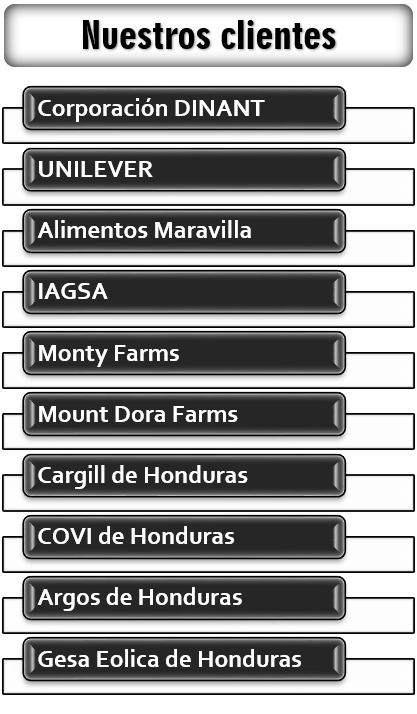 Nuestros clientes
Corporación DINANT
UNILEVER
Alimentos Maravilla
IAGSA
Monty Farms
Mount Dora Farms
Cargill de Honduras
COVI de Honduras
Argos de Honduras
Gesa Eolica de Honduras